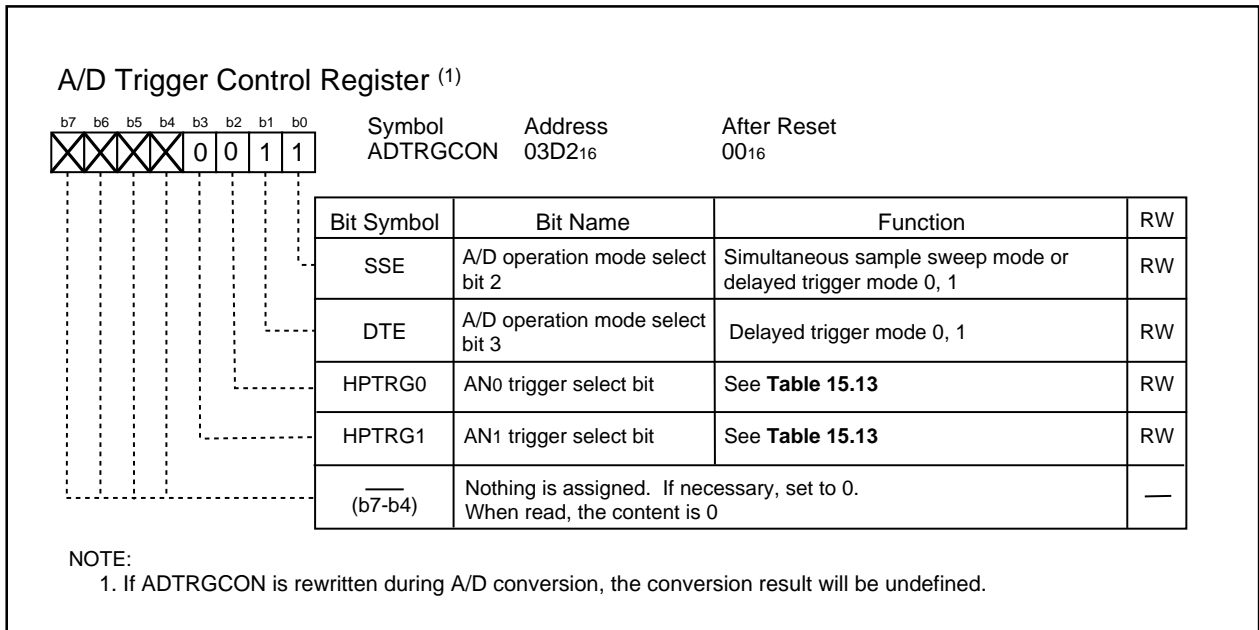 A/D Trigger Control Register (1)
b7 b6 b5 b4 b3 b2 b1 b0
Symbol Address After Reset
0 0 1 1
ADTRGCON 03D216 0016
Bit Symbol Bit Name Function RW
SSE A/D operation mode select bit 2 Simultaneous sample sweep mode or delayed trigger mode 0, 1 RW
DTE A/D operation mode select bit 3 Delayed trigger mode 0, 1 RW
HPTRG0 AN0 trigger select bit See Table 15.13 RW
HPTRG1 AN1 trigger select bit See Table 15.13 RW
(b7-b4) Nothing is assigned. If necessary, set to 0.
When read, the content is 0
—
NOTE:
1. If ADTRGCON is rewritten during A/D conversion, the conversion result will be undefined.